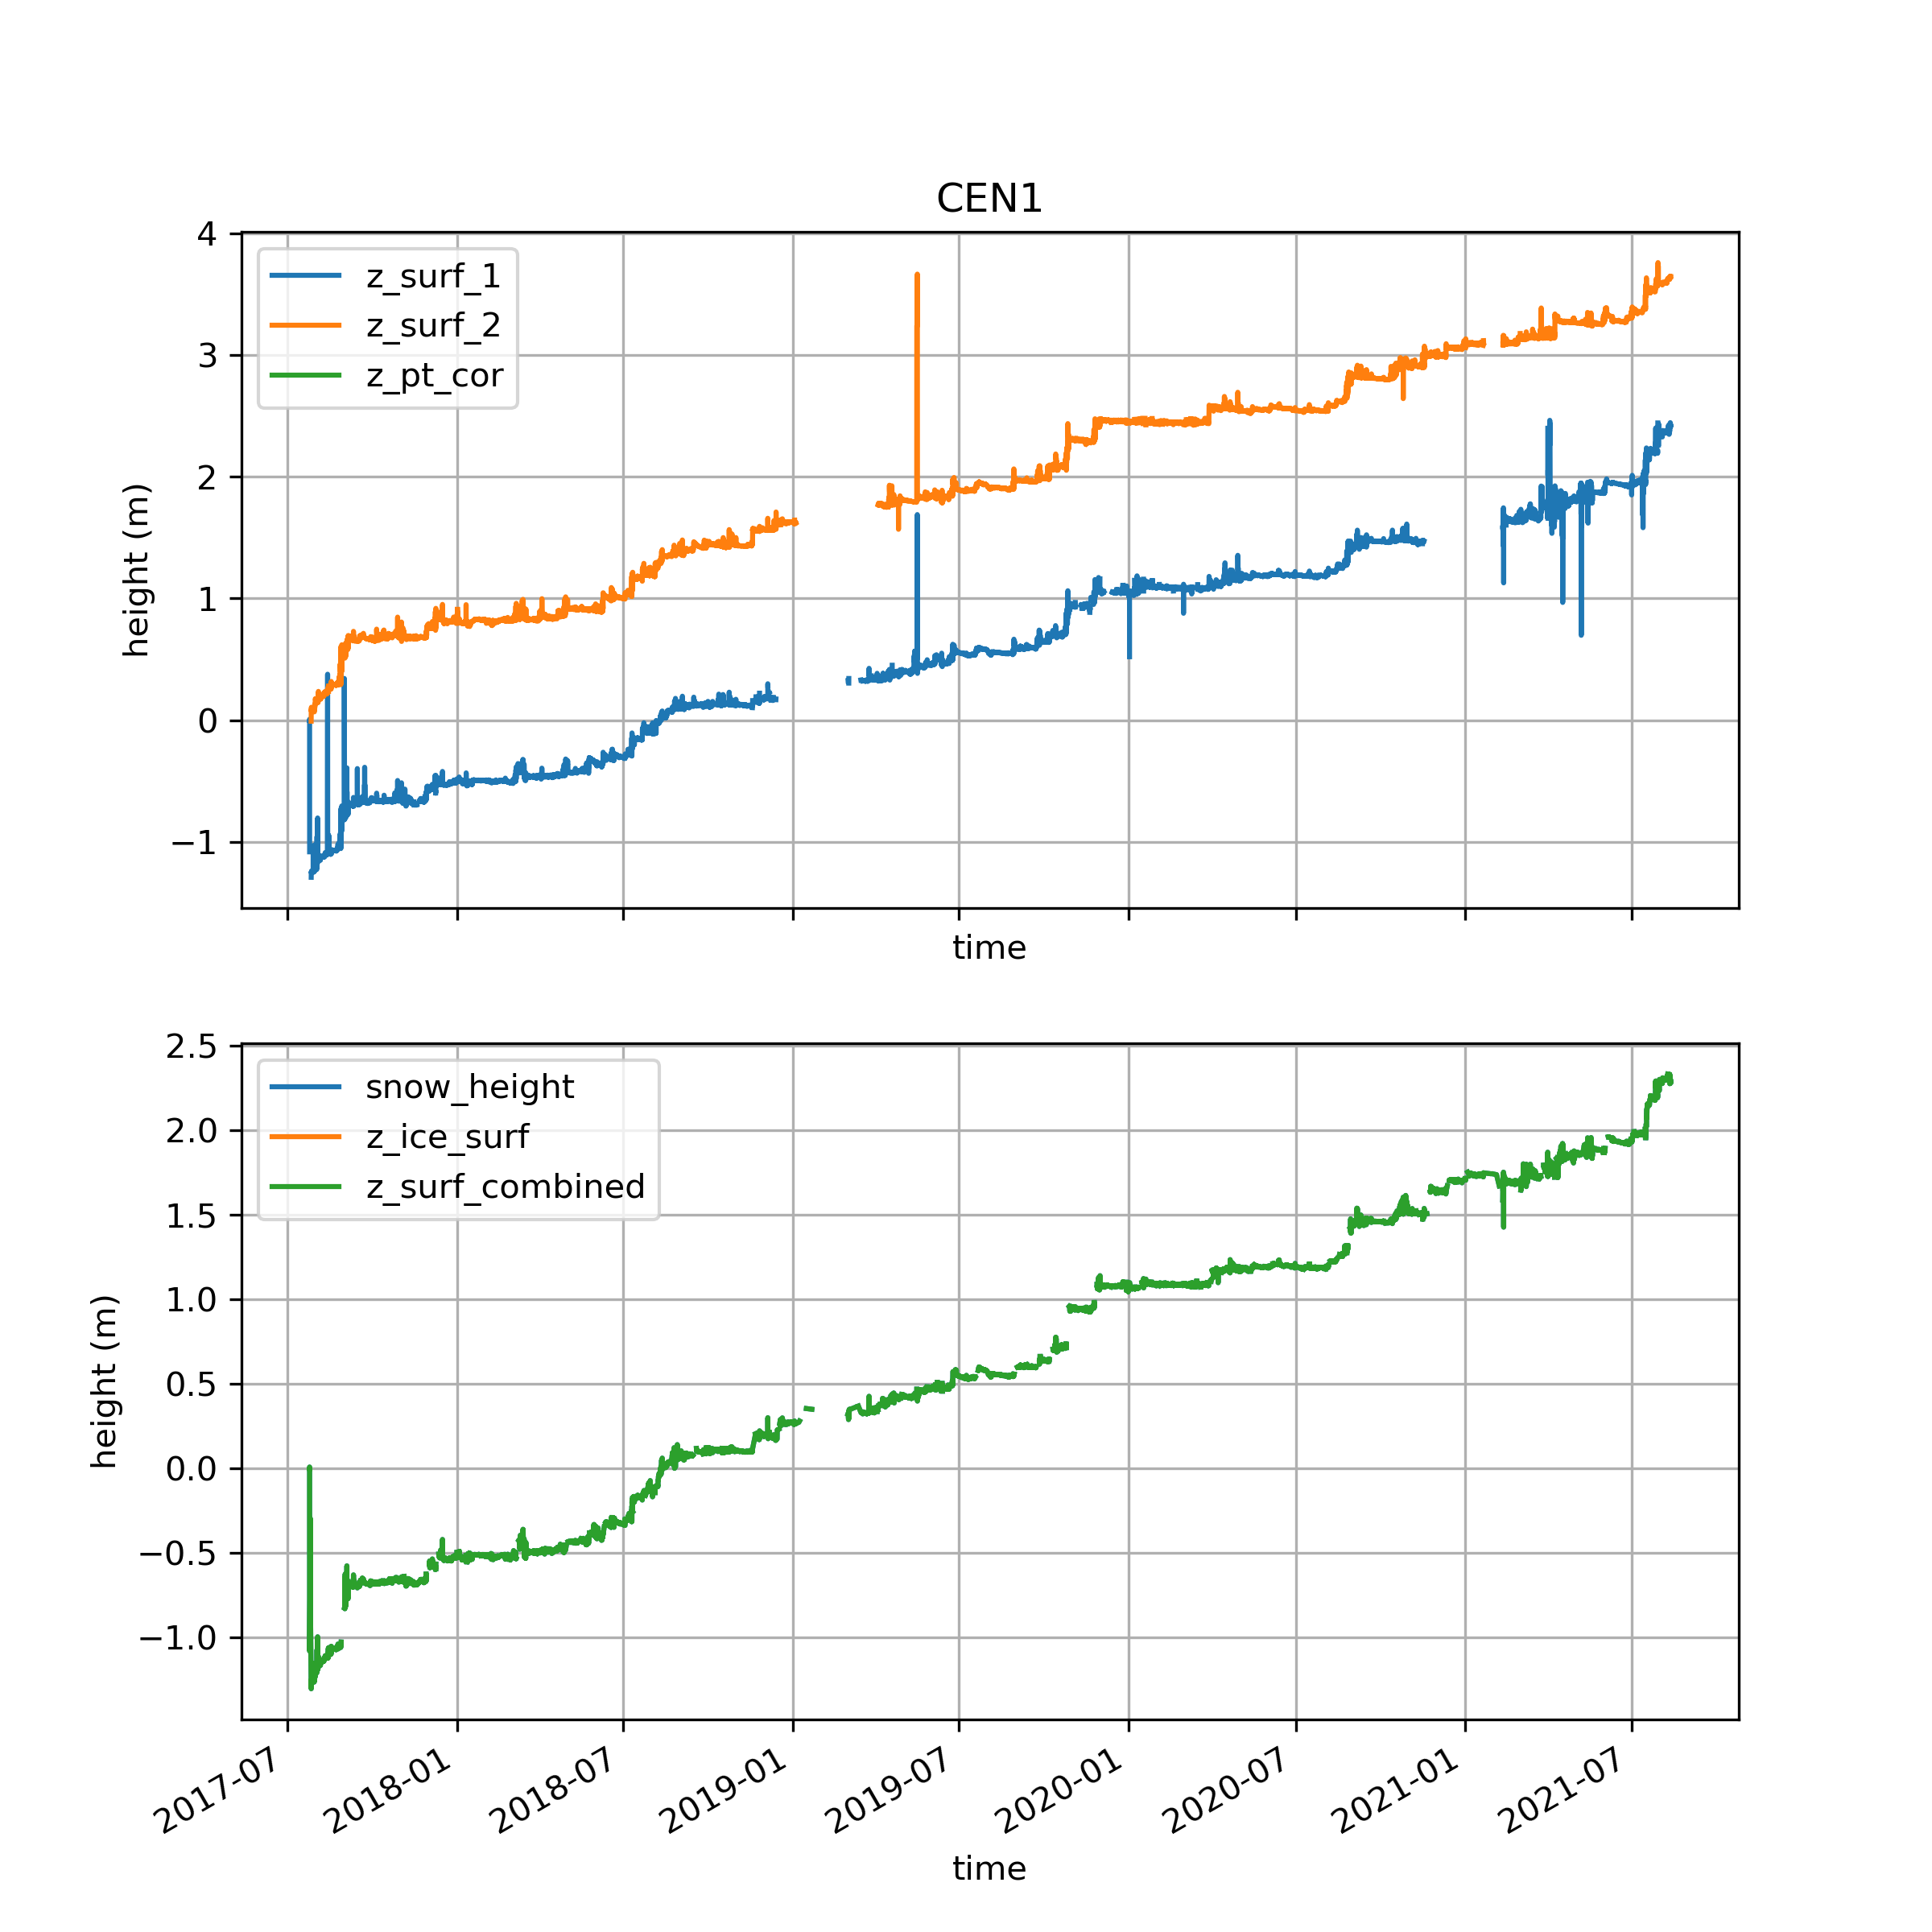 CEN1
4
3
2
1
0
−1
height (m)
z_surf_1
z_surf_2
z_pt_cor
time
2.5
2.0
1.5
1.0
0.5
0.0
−0.5
−1.0
height (m)
snow_height
z_ice_surf
z_surf_combined
2017-07
2018-01
2018-07
2019-01
2019-07
2020-01
2020-07
2021-01
2021-07
time